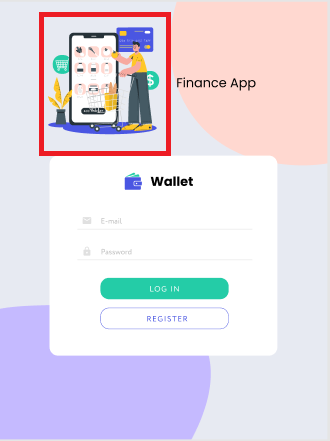 Finance App
Wallet
E-mail
Password
LOG IN
REGISTER